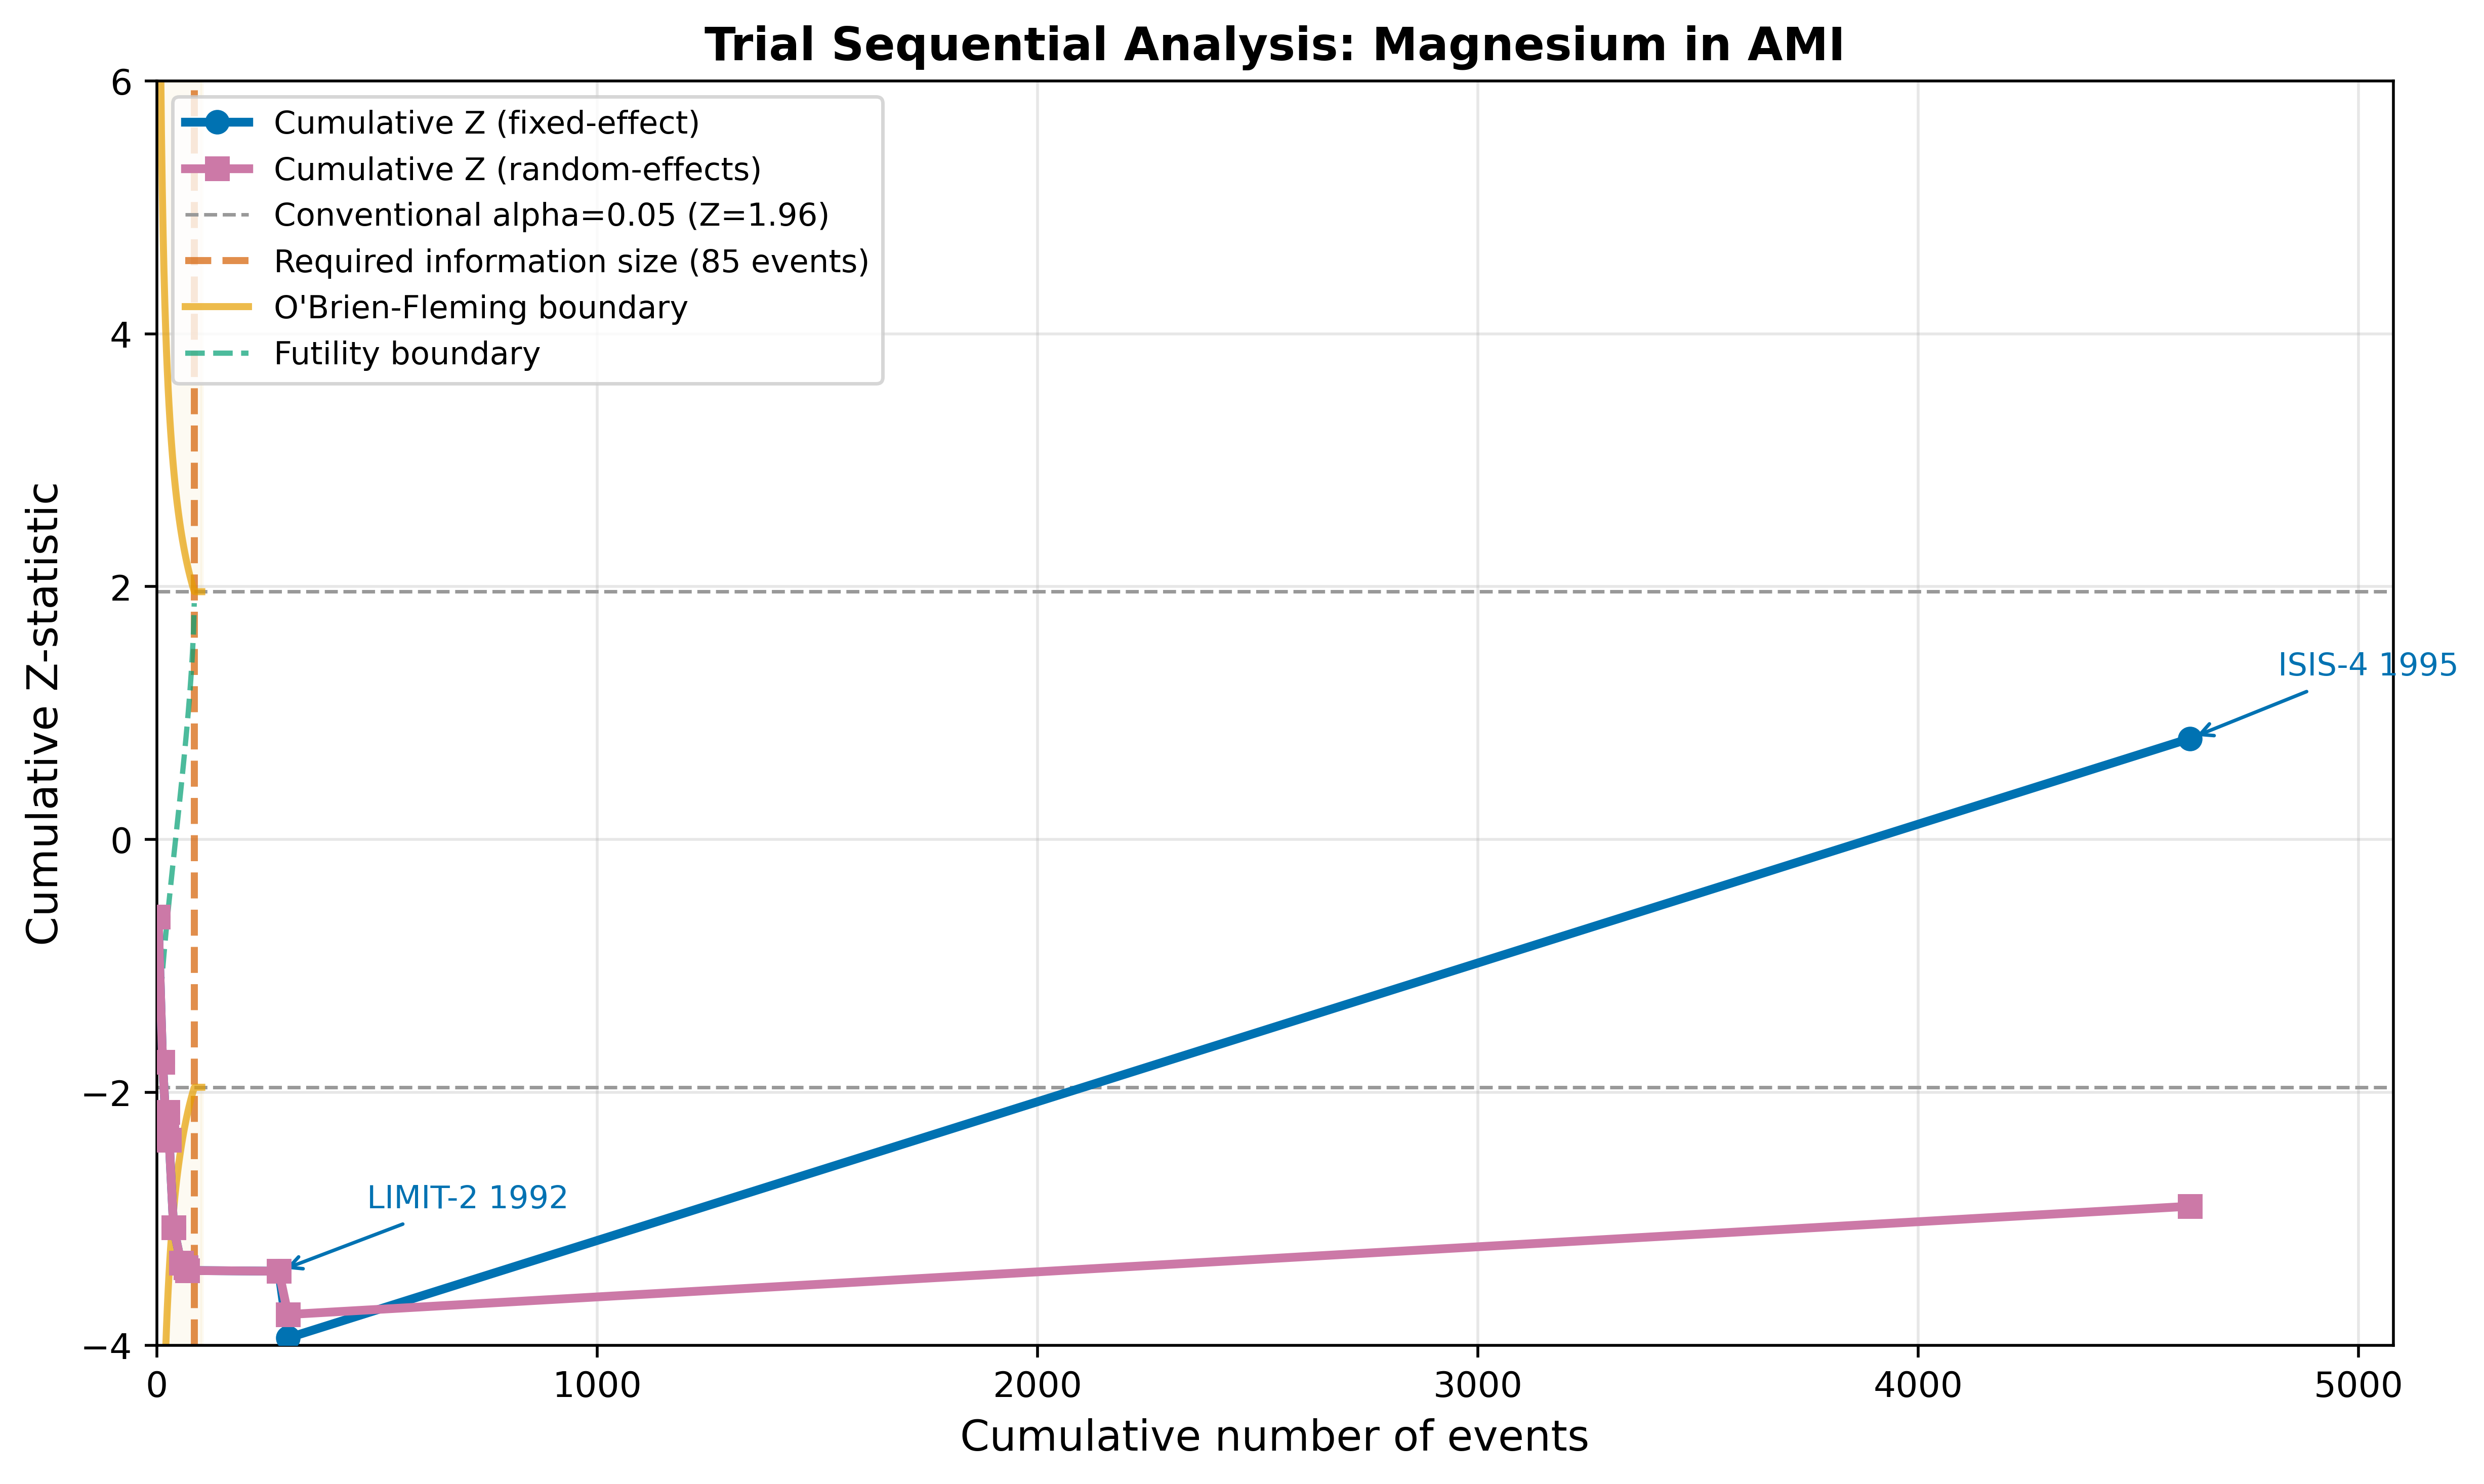 Trial Sequential Analysis: Magnesium in AMI
Cumulative Z-statistic
6
4
2
0
−2
−4
Cumulative Z (fixed-effect)
Cumulative Z (random-effects)
Conventional alpha=0.05 (Z=1.96)
Required information size (85 events)
O'Brien-Fleming boundary
Futility boundary
ISIS-4 1995
LIMIT-2 1992
0 1000 2000 3000 4000 5000
Cumulative number of events